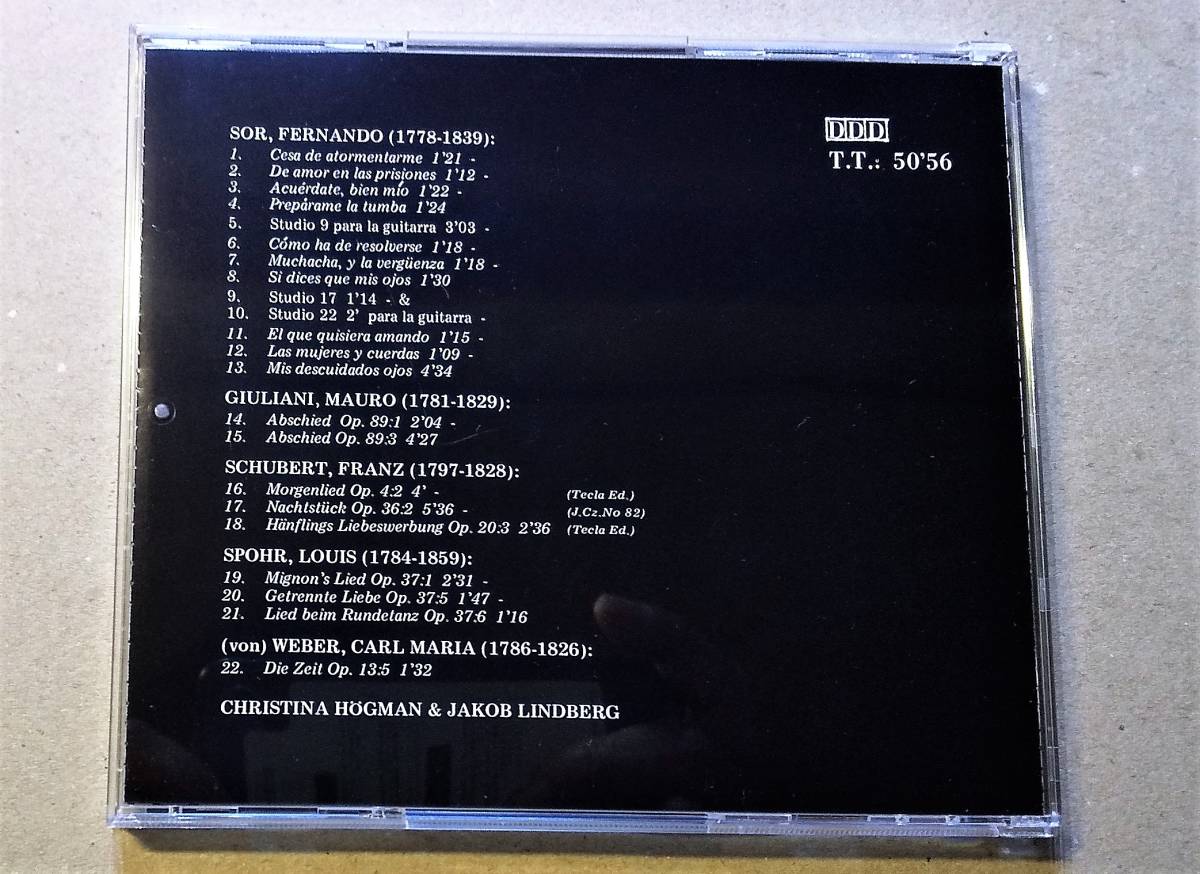 DDD
T.T.: 50'56
SOR, FERNANDO (1778-1839):
1. Cesa de atormentarme 1'21 -
2. De amor en las prisiones 1'12 -
3. Acuérdate, bien mío 1'22 -
4. Prepárame la tumba 1'24
5. Studio 9 para la guitarra 3'03 -
6. Cómo ha de resolverse 1'18 -
7. Muchacha, y la vergüenza 1'18 -
8. Si dices que mis ojos 1'30
9. Studio 17 1'14 - &
10. Studio 22 2' para la guitarra -
11. El que quisiera amando 1'15 -
12. Las mujeres y cuerdas 1'09 -
13. Mis descuidados ojos 4'34
GIULIANI, MAURO (1781-1829):
14. Abschied Op. 89:1 2'04 -
15. Abschied Op. 89:3 4'27
SCHUBERT, FRANZ (1797-1828):
16. Morgenlied Op. 4:2 4' - (Tecla Ed.)
17. Nachtstück Op. 36:2 5'36 - (J.Cz.No 82)
18. Hänflings Liebeswerbung Op. 20:3 2'36 (Tecla Ed.)
SPOHR, LOUIS (1784-1859):
19. Mignon's Lied Op. 37:1 2'31 -
20. Getrennte Liebe Op. 37:5 1'47 -
21. Lied beim Rundetanz Op. 37:6 1'16
(von) WEBER, CARL MARIA (1786-1826):
22. Die Zeit Op. 13:5 1'32
CHRISTINA HöGMAN & JAKOB LINDBERG